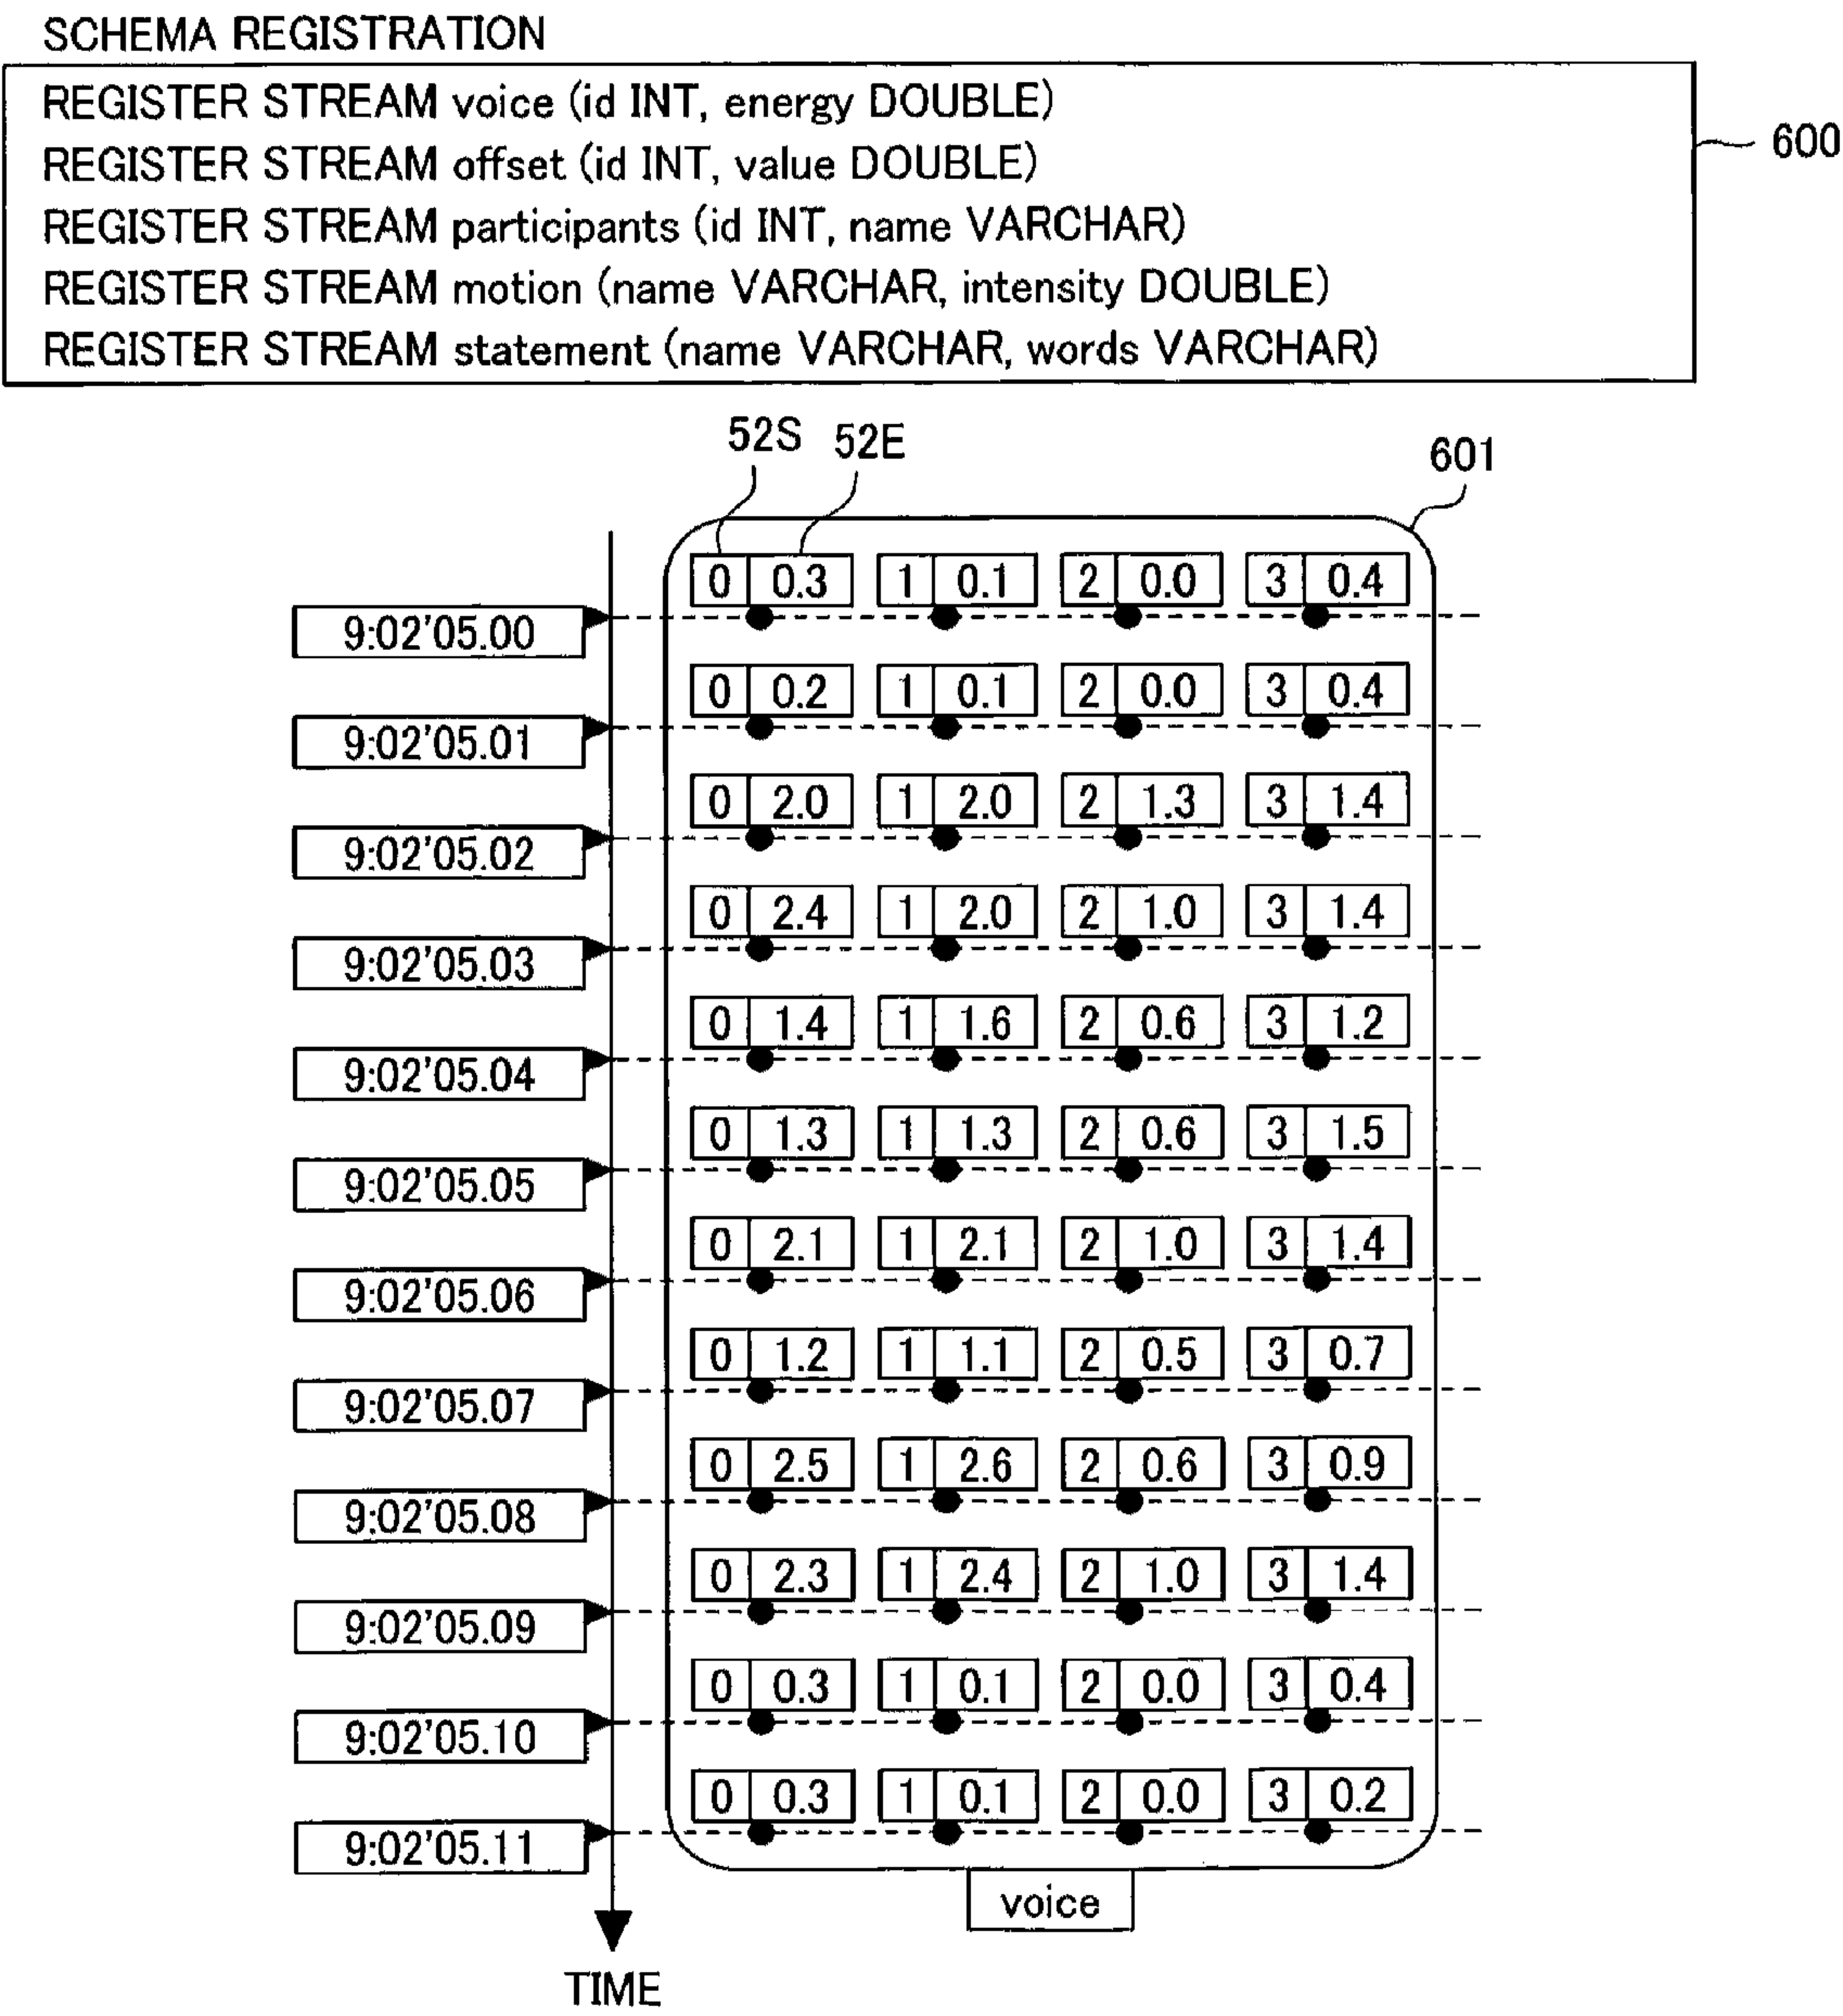 SCHEMA REGISTRATION
REGISTER STREAM voice (id INT, energy DOUBLE)
REGISTER STREAM offset (id INT, value DOUBLE)
REGISTER STREAM participants (id INT, name VARCHAR)
REGISTER STREAM motion (name VARCHAR, intensity DOUBLE)
REGISTER STREAM statement (name VARCHAR, words VARCHAR)
600
52S 52E 601
0 0.3 1 0.1 2 0.0 3 0.4
9:02'05.00
0 0.2 1 0.1 2 0.0 3 0.4
9:02'05.01
0 2.0 1 2.0 2 1.3 3 1.4
9:02'05.02
0 2.4 1 2.0 2 1.0 3 1.4
9:02'05.03
0 1.4 1 1.6 2 0.6 3 1.2
9:02'05.04
0 1.3 1 1.3 2 0.6 3 1.5
9:02'05.05
0 2.1 1 2.1 2 1.0 3 1.4
9:02'05.06
0 1.2 1 1.1 2 0.5 3 0.7
9:02'05.07
0 2.5 1 2.6 2 0.6 3 0.9
9:02'05.08
0 2.3 1 2.4 2 1.0 3 1.4
9:02'05.09
0 0.3 1 0.1 2 0.0 3 0.4
9:02'05.10
0 0.3 1 0.1 2 0.0 3 0.2
9:02'05.11
voice
TIME